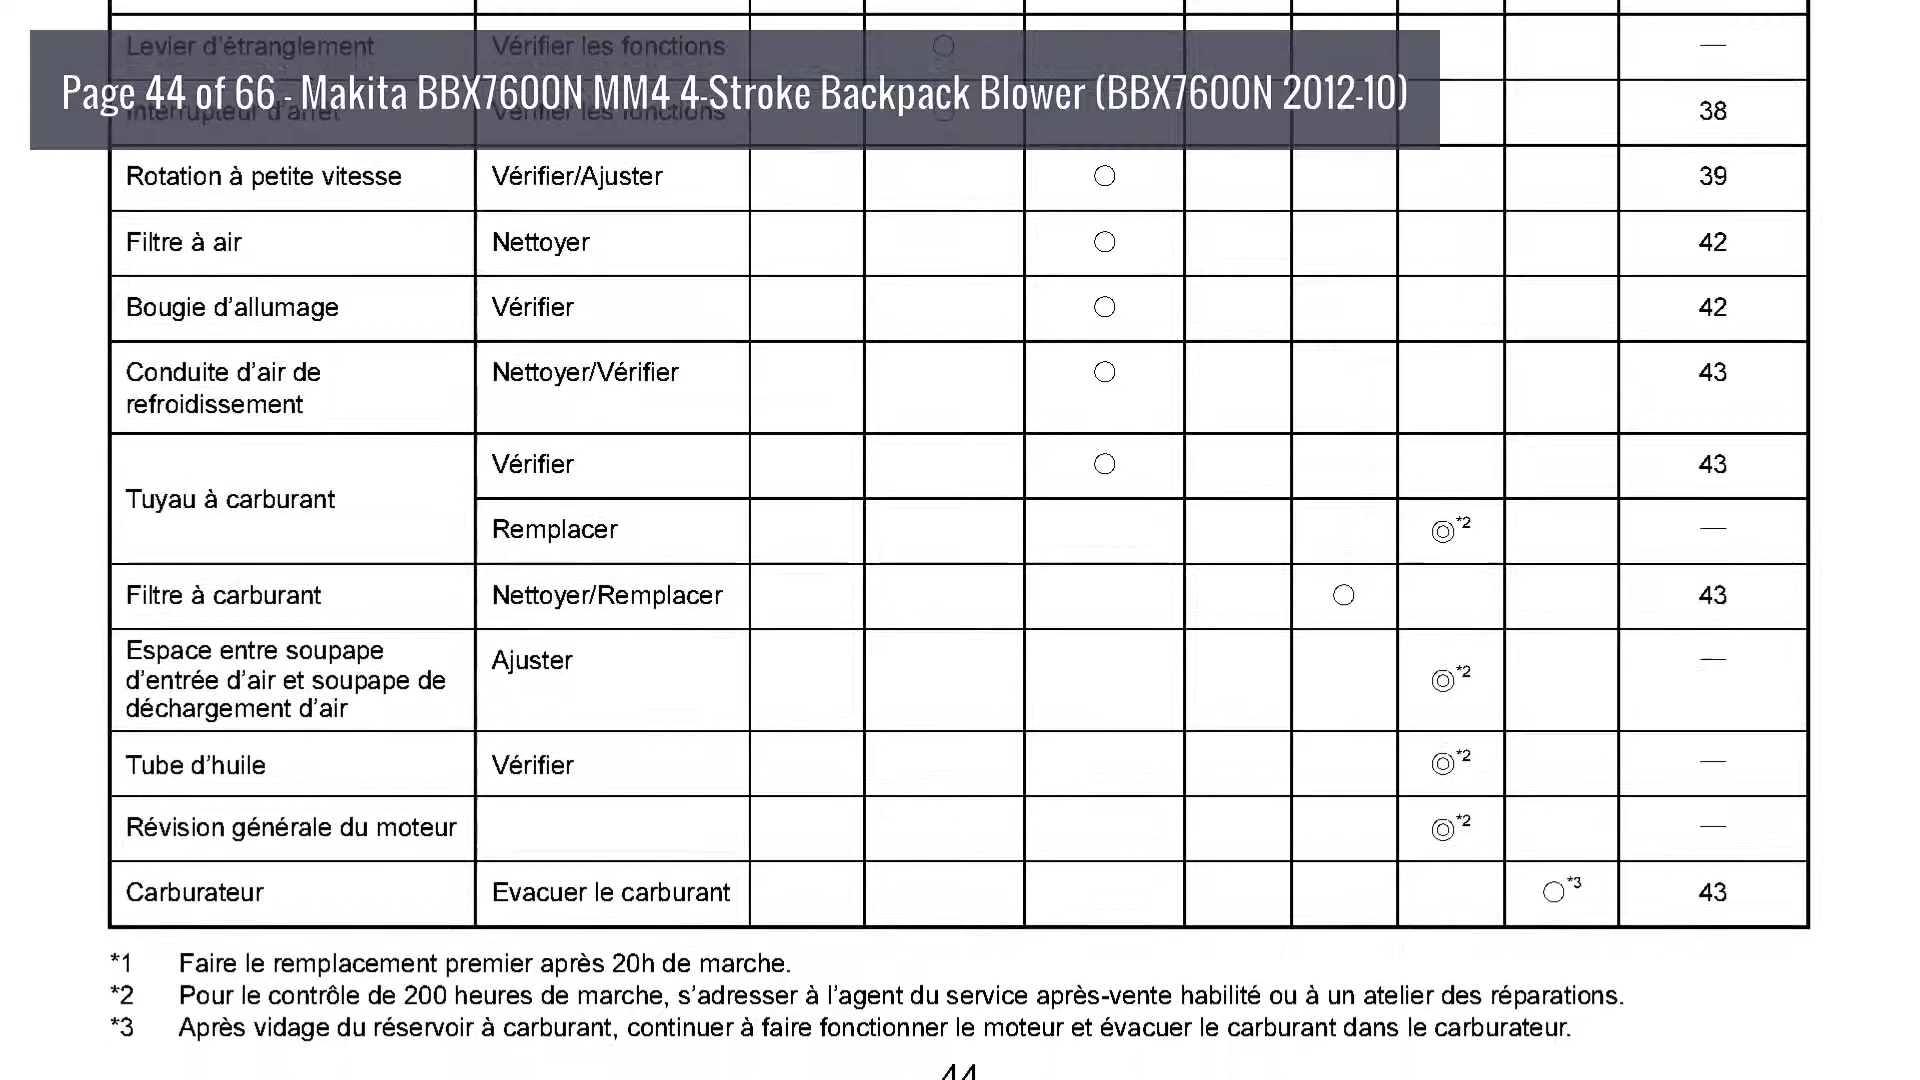 Levier d'étranglement Vérifier les fonctions ○ —
Page 44 of 66 - Makita BBX7600N MM4 4-Stroke Backpack Blower (BBX7600N 2012-10)
Interrupteur d'arrêt Vérifier les fonctions ○ 38
Rotation à petite vitesse Vérifier/Ajuster ○ 39
Filtre à air Nettoyer ○ 42
Bougie d'allumage Vérifier ○ 42
Conduite d'air de Nettoyer/Vérifier ○ 43
refroidissement
Vérifier ○ 43
Tuyau à carburant
Remplacer ◎*2 —
Filtre à carburant Nettoyer/Remplacer ○ 43
Espace entre soupape
Ajuster —
d'entrée d'air et soupape de ◎*2
déchargement d'air
Tube d'huile Vérifier ◎*2 —
Révision générale du moteur ◎*2 —
Carburateur Evacuer le carburant ○*3 43
*1 Faire le remplacement premier après 20h de marche.
*2 Pour le contrôle de 200 heures de marche, s'adresser à l'agent du service après-vente habilité ou à un atelier des réparations.
*3 Après vidage du réservoir à carburant, continuer à faire fonctionner le moteur et évacuer le carburant dans le carburateur.
44